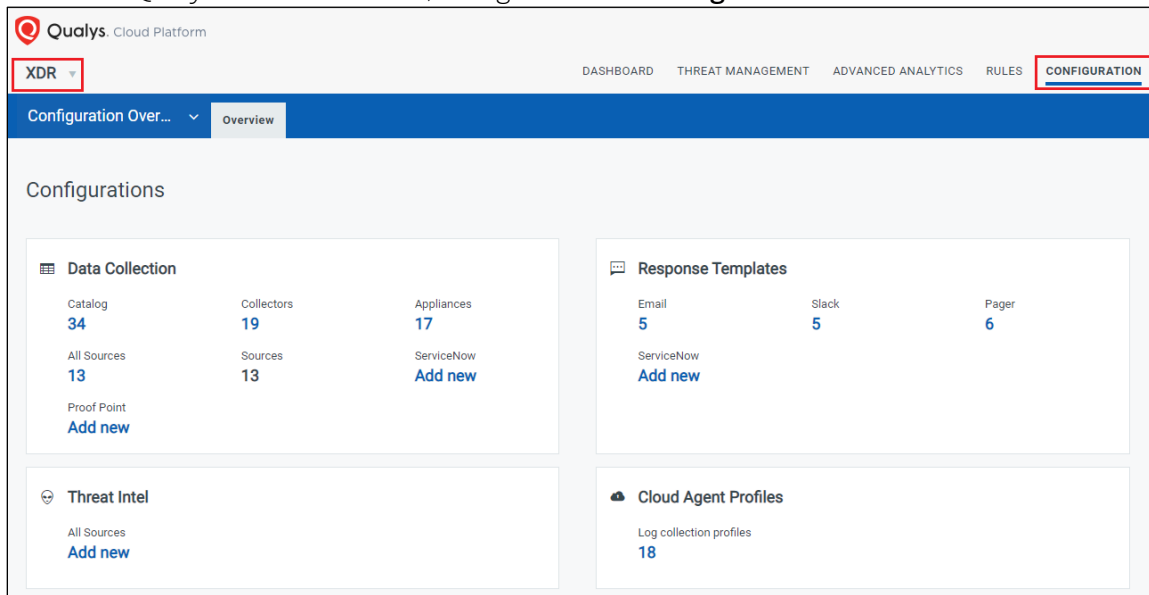 Qualys. Cloud Platform
XDR
DASHBOARD THREAT MANAGEMENT ADVANCED ANALYTICS RULES CONFIGURATION
Configuration Over... Overview
Configurations
Data Collection
Catalog Collectors Appliances
34 19 17
All Sources Sources ServiceNow
13 13 Add new
Proof Point
Add new
Response Templates
Email Slack Pager
5 5 6
ServiceNow
Add new
Threat Intel
All Sources
Add new
Cloud Agent Profiles
Log collection profiles
18